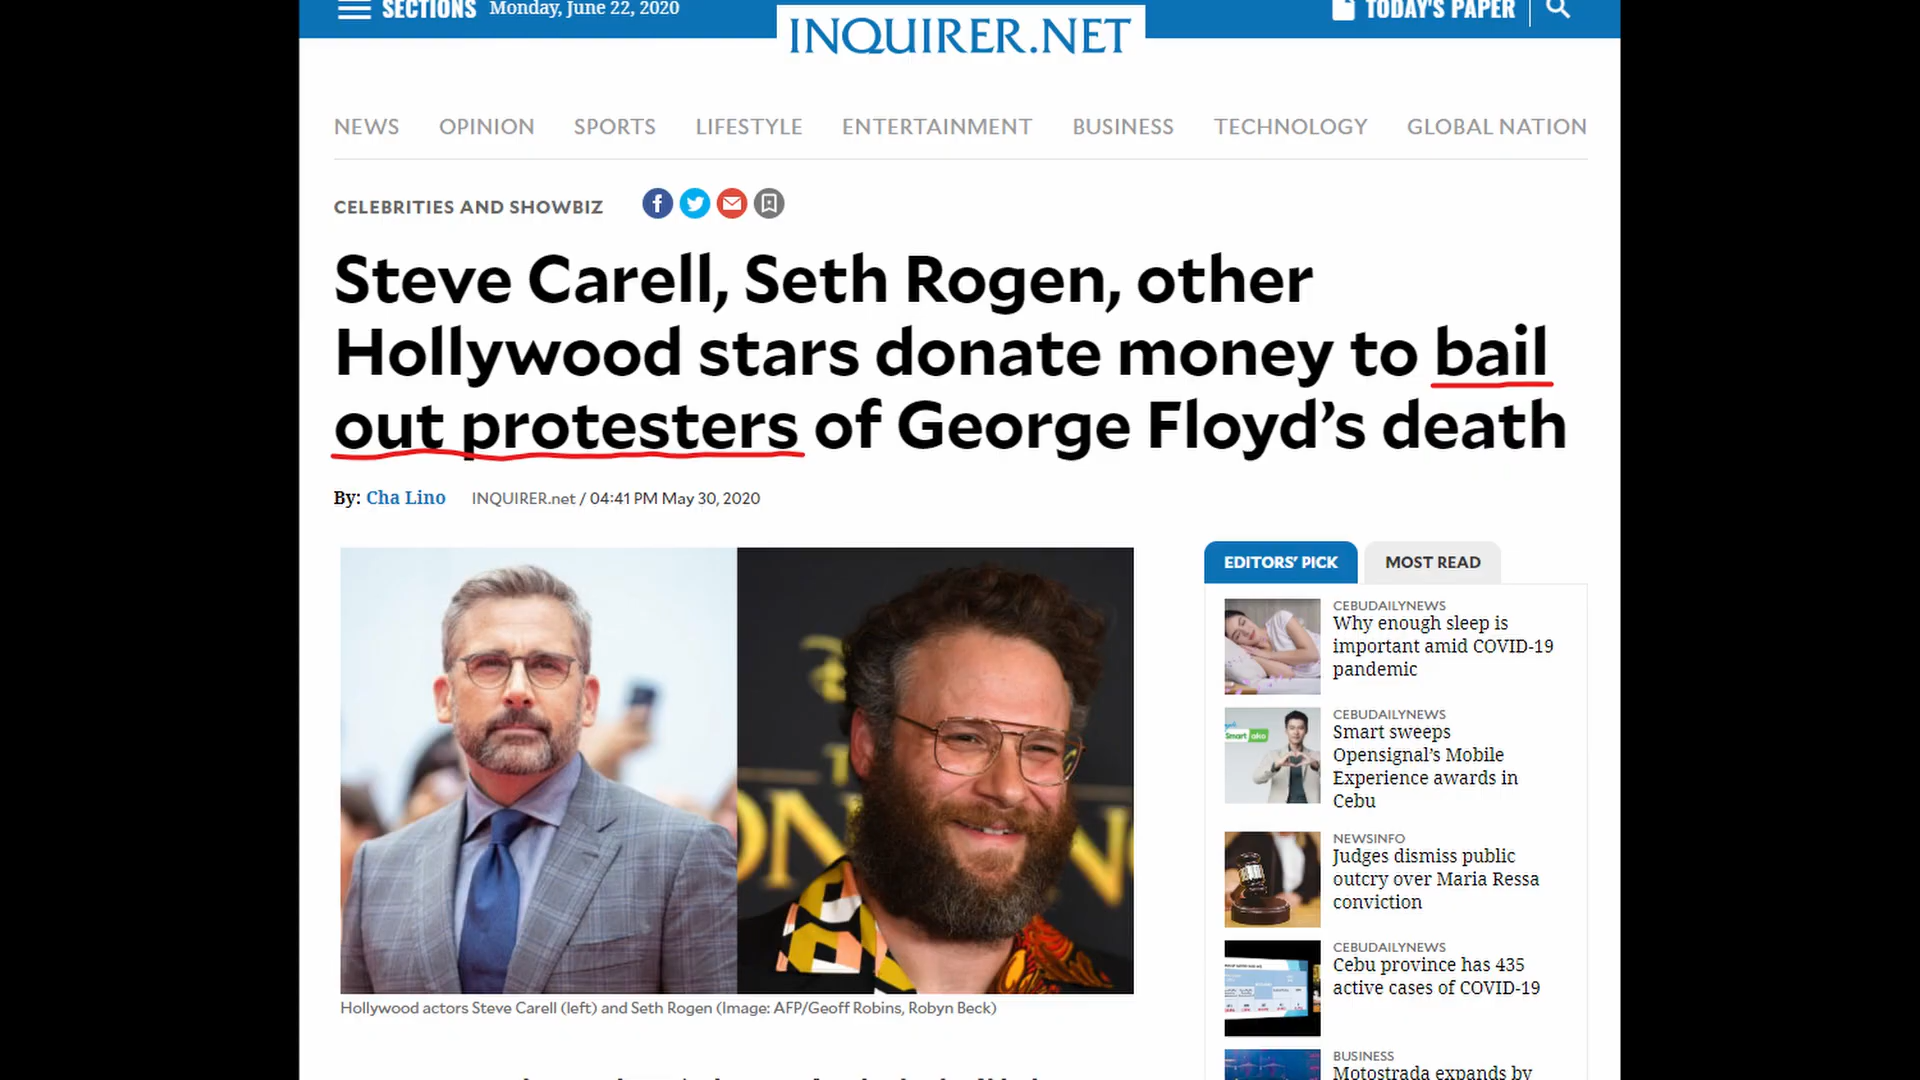 SECTIONS Monday, June 22, 2020
INQUIRER.NET
TODAY'S PAPER
NEWS OPINION SPORTS LIFESTYLE ENTERTAINMENT BUSINESS TECHNOLOGY GLOBAL NATION
CELEBRITIES AND SHOWBIZ
Steve Carell, Seth Rogen, other
Hollywood stars donate money to bail
out protesters of George Floyd’s death
By: Cha Lino INQUIRER.net / 04:41 PM May 30, 2020
Hollywood actors Steve Carell (left) and Seth Rogen (Image: AFP/Geoff Robins, Robyn Beck)
EDITORS’ PICK MOST READ
CEBUDAILYNEWS
Why enough sleep is
important amid COVID-19
pandemic
CEBUDAILYNEWS
Smart sweeps
Opensignal’s Mobile
Experience awards in
Cebu
Smart
NEWSINFO
Judges dismiss public
outcry over Maria Ressa
conviction
CEBUDAILYNEWS
Cebu province has 435
active cases of COVID-19
BUSINESS
Motostrada expands by